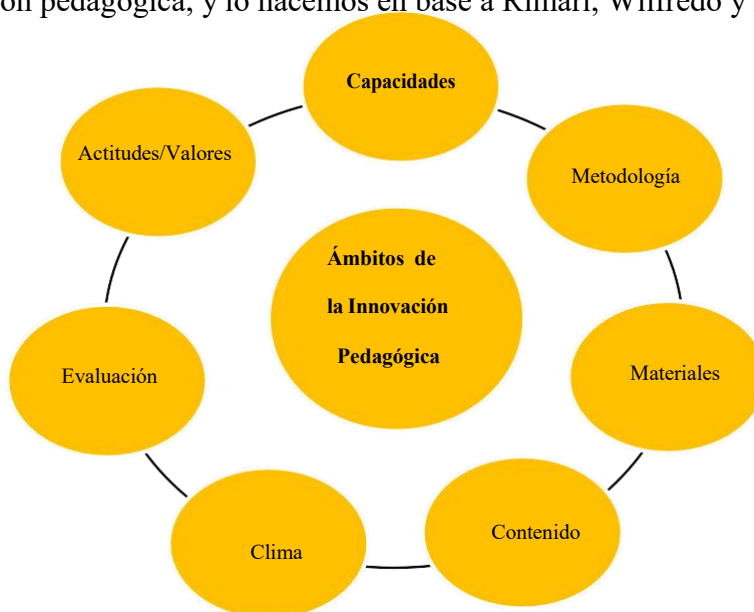 ón pedagógica, y lo hacemos en base a Rimari, Wilfredo y
Capacidades
Actitudes/Valores
Metodología
Ámbitos de
la Innovación
Pedagógica
Evaluación
Materiales
Contenido
Clima